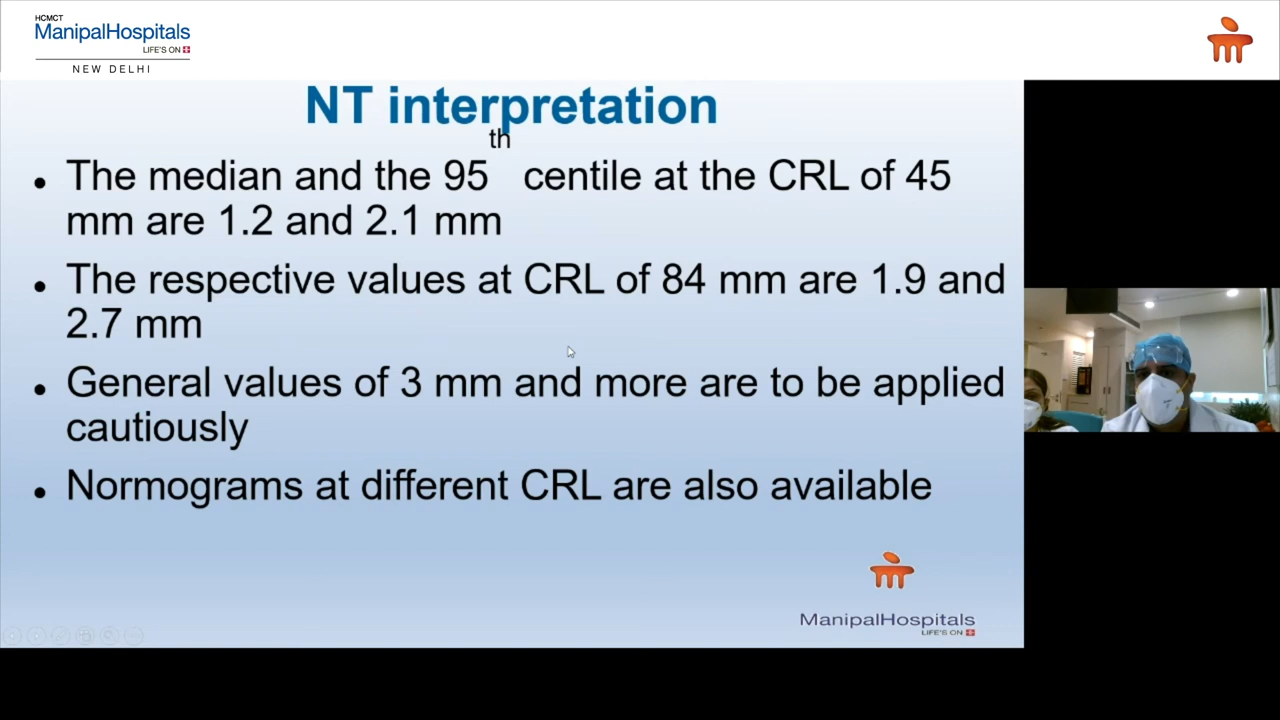 HCMCT
ManipalHospitals
LIFE'S ON
NEW DELHI
NT interpretation
• The median and the 95th centile at the CRL of 45
mm are 1.2 and 2.1 mm
• The respective values at CRL of 84 mm are 1.9 and
2.7 mm
• General values of 3 mm and more are to be applied
cautiously
• Normograms at different CRL are also available
ManipalHospitals
LIFE'S ON